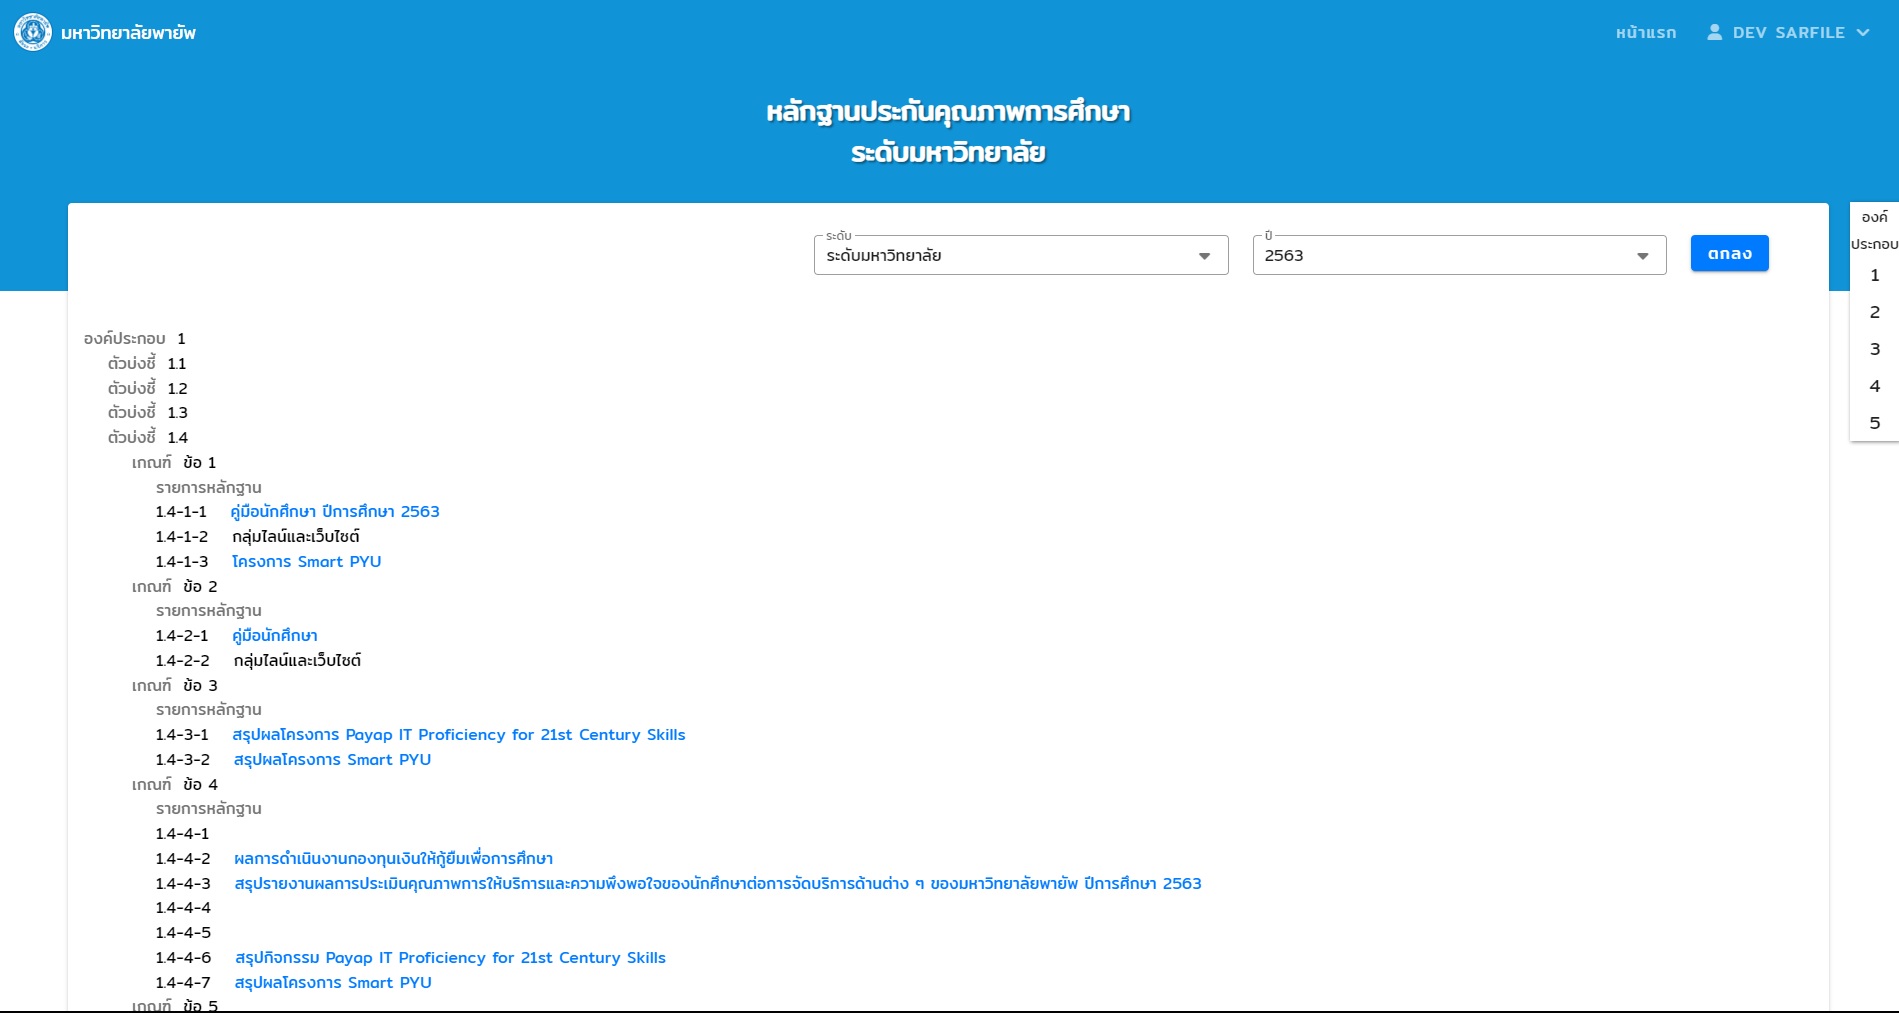 มหาวิทยาลัยพายัพ
หน้าแรก DEV SARFILE
หลักฐานประกันคุณภาพการศึกษา
ระดับมหาวิทยาลัย
ระดับ
ระดับมหาวิทยาลัย
ปี
2563
ตกลง
องค์
ประกอบ
1
2
3
4
5
องค์ประกอบ 1
ตัวบ่งชี้ 1.1
ตัวบ่งชี้ 1.2
ตัวบ่งชี้ 1.3
ตัวบ่งชี้ 1.4
เกณฑ์ ข้อ 1
รายการหลักฐาน
1.4-1-1 คู่มือนักศึกษา ปีการศึกษา 2563
1.4-1-2 กลุ่มไลน์และเว็บไซต์
1.4-1-3 โครงการ Smart PYU
เกณฑ์ ข้อ 2
รายการหลักฐาน
1.4-2-1 คู่มือนักศึกษา
1.4-2-2 กลุ่มไลน์และเว็บไซต์
เกณฑ์ ข้อ 3
รายการหลักฐาน
1.4-3-1 สรุปผลโครงการ Payap IT Proficiency for 21st Century Skills
1.4-3-2 สรุปผลโครงการ Smart PYU
เกณฑ์ ข้อ 4
รายการหลักฐาน
1.4-4-1
1.4-4-2 ผลการดำเนินงานกองทุนเงินให้กู้ยืมเพื่อการศึกษา
1.4-4-3 สรุปรายงานผลการประเมินคุณภาพการให้บริการและความพึงพอใจของนักศึกษาต่อการจัดบริการด้านต่าง ๆ ของมหาวิทยาลัยพายัพ ปีการศึกษา 2563
1.4-4-4
1.4-4-5
1.4-4-6 สรุปกิจกรรม Payap IT Proficiency for 21st Century Skills
1.4-4-7 สรุปผลโครงการ Smart PYU
เกณฑ์ ข้อ 5